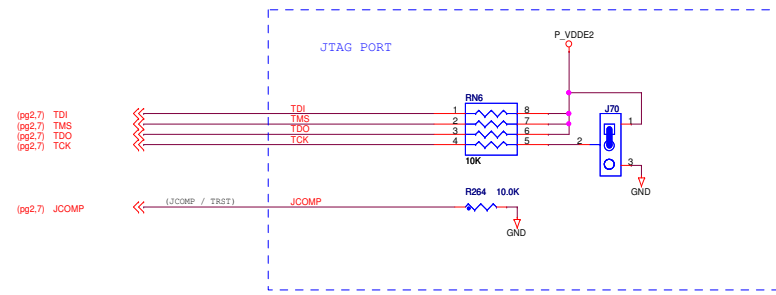 P_VDDE2
JTAG PORT
RN6
J70
(pg2,7) TDI TDI 1 8
(pg2,7) TMS TMS 2 7
(pg2,7) TDO TDO 3 6
(pg2,7) TCK TCK 4 5 2
1
10K
3
GND
R264 10.0K
(pg2,7) JCOMP (JCOMP / TRST) JCOMP
GND